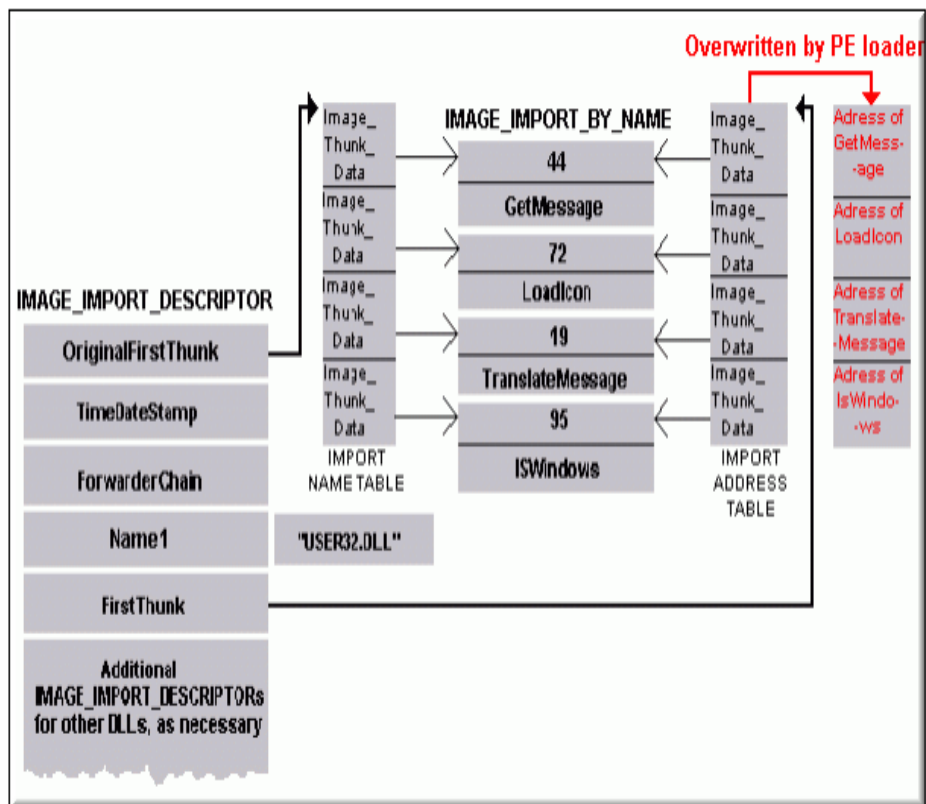 Overwritten by PE loader
IMAGE_IMPORT_BY_NAME
Image_
Thunk_
Data
Image_
Thunk_
Data
Image_
Thunk_
Data
Image_
Thunk_
Data
IMPORT
NAME TABLE
44
GetMessage
72
LoadIcon
19
TranslateMessage
95
ISWindows
Image_
Thunk_
Data
Image_
Thunk_
Data
Image_
Thunk_
Data
Image_
Thunk_
Data
IMPORT
ADDRESS
TABLE
Adress of
GetMess-
-age
Adress of
LoadIcon
Adress of
Translate-
-Message
Adress of
IsWindo-
-ws
IMAGE_IMPORT_DESCRIPTOR
OriginalFirstThunk
TimeDateStamp
ForwarderChain
Name1
"USER32.DLL"
FirstThunk
Additional
IMAGE_IMPORT_DESCRIPTORs
for other DLLs, as necessary